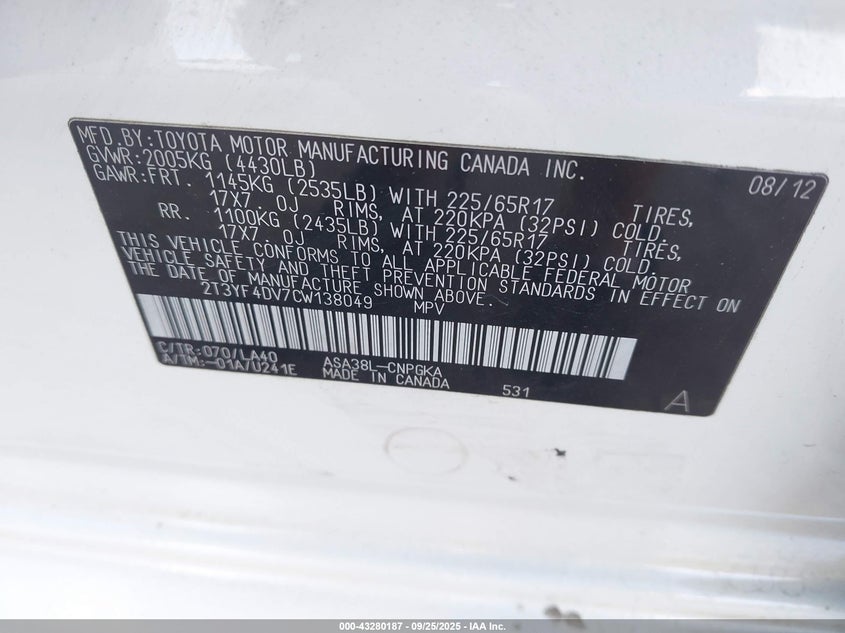 MFD.BY:TOYOTA MOTOR MANUFACTURING CANADA INC. 08/12
GVWR:2005KG (4430LB)
GAWR:FRT. 1145KG (2535LB) WITH 225/65R17 TIRES,
17X7. 0J RIMS, AT 220KPA (32PSI) COLD.
RR. 1100KG (2435LB) WITH 225/65R17 TIRES,
17X7. 0J RIMS, AT 220KPA (32PSI) COLD.
THIS VEHICLE CONFORMS TO ALL APPLICABLE FEDERAL MOTOR
VEHICLE SAFETY AND THEFT PREVENTION STANDARDS IN EFFECT ON
THE DATE OF MANUFACTURE SHOWN ABOVE.
2T3YF4DV7CW138049 MPV
C/TR:070/LA40 ASA38L-CNPGKA
A/TM:-01A/U241E MADE IN CANADA 531 A
000-43280187 - 09/25/2025 - IAA Inc.